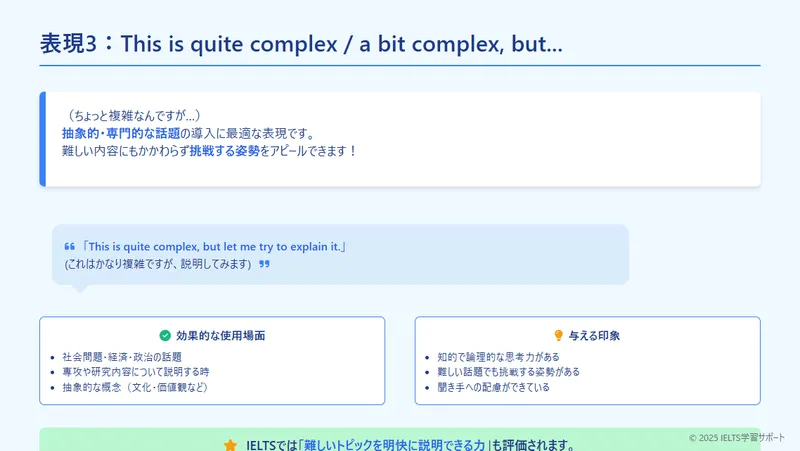 表現3：This is quite complex / a bit complex, but...
（ちょっと複雑なんですが...）
抽象的・専門的な話題の導入に最適な表現です。
難しい内容にもかかわらず挑戦する姿勢をアピールできます！
❝「This is quite complex, but let me try to explain it.」
(これはかなり複雑ですが、説明してみます) ❞
効果的な使用場面
• 社会問題・経済・政治の話題
• 専攻や研究内容について説明する時
• 抽象的な概念（文化・価値観など）
与える印象
• 知的で論理的な思考力がある
• 難しい話題でも挑戦する姿勢がある
• 聞き手への配慮ができている
IELTSでは「難しいトピックを明快に説明できる力」も評価されます。
© 2025 IELTS学習サポート